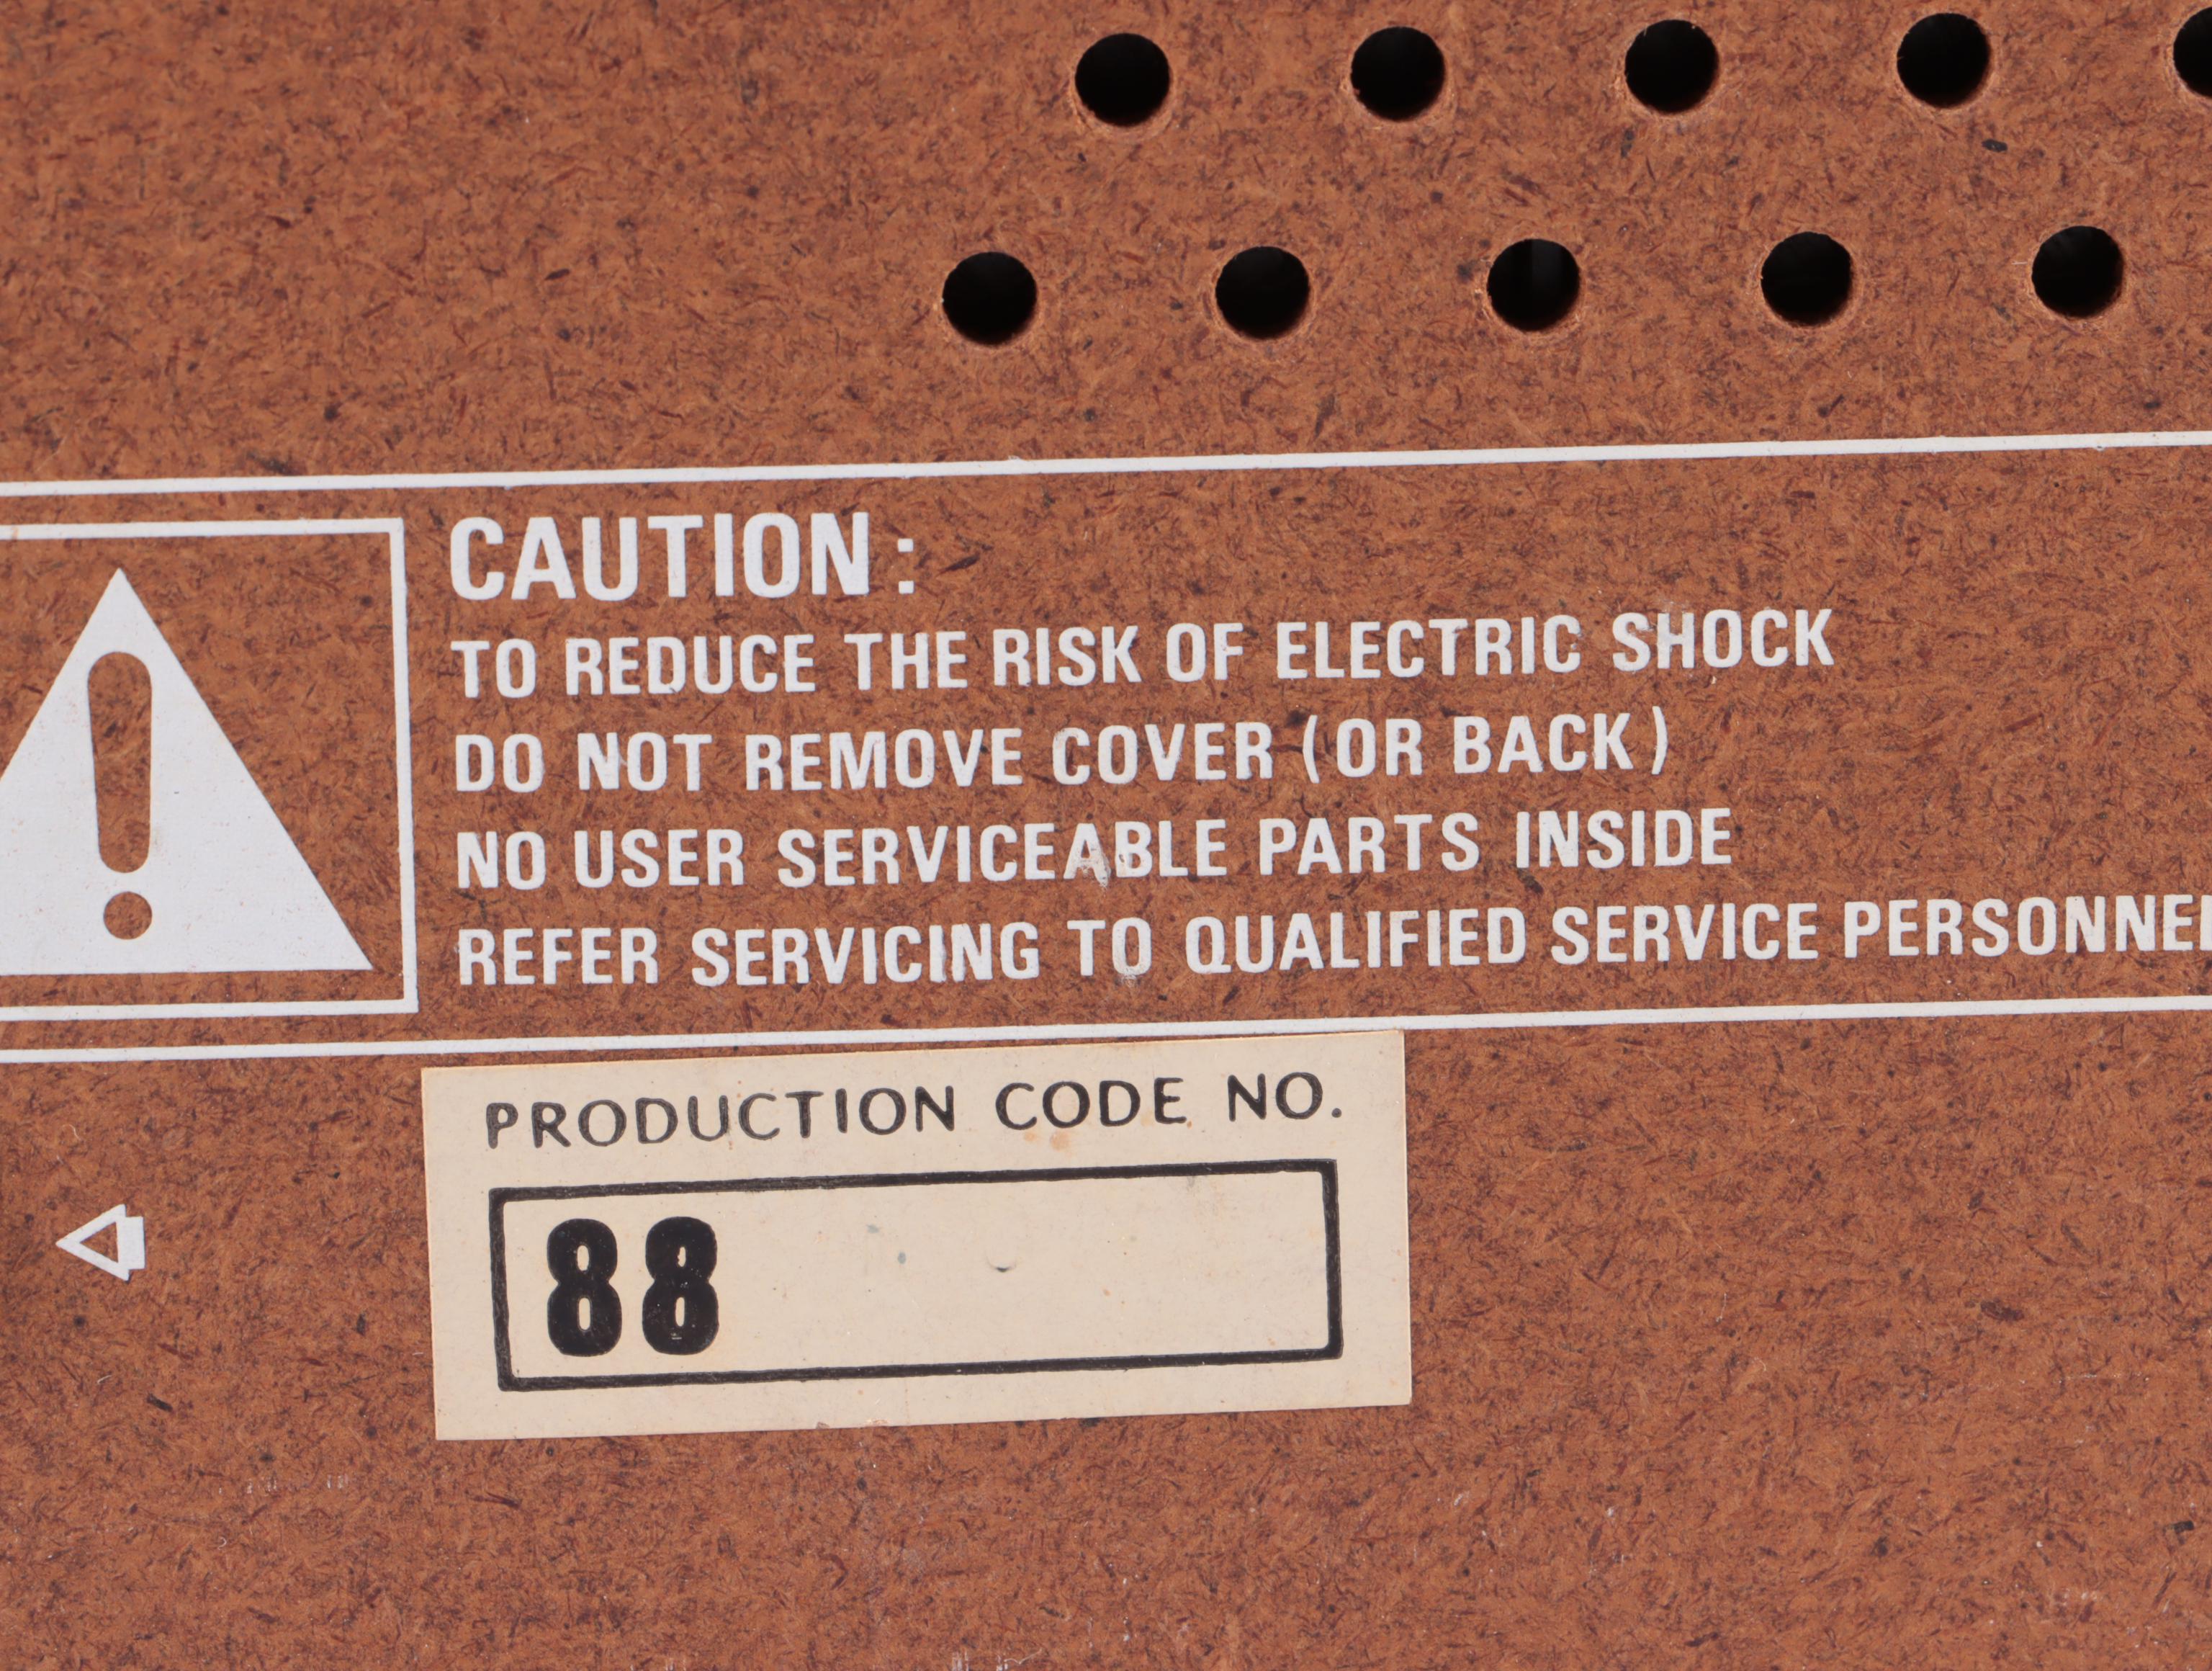 CAUTION:
TO REDUCE THE RISK OF ELECTRIC SHOCK
DO NOT REMOVE COVER (OR BACK)
NO USER SERVICEABLE PARTS INSIDE
REFER SERVICING TO QUALIFIED SERVICE PERSONNEL
PRODUCTION CODE NO.
88